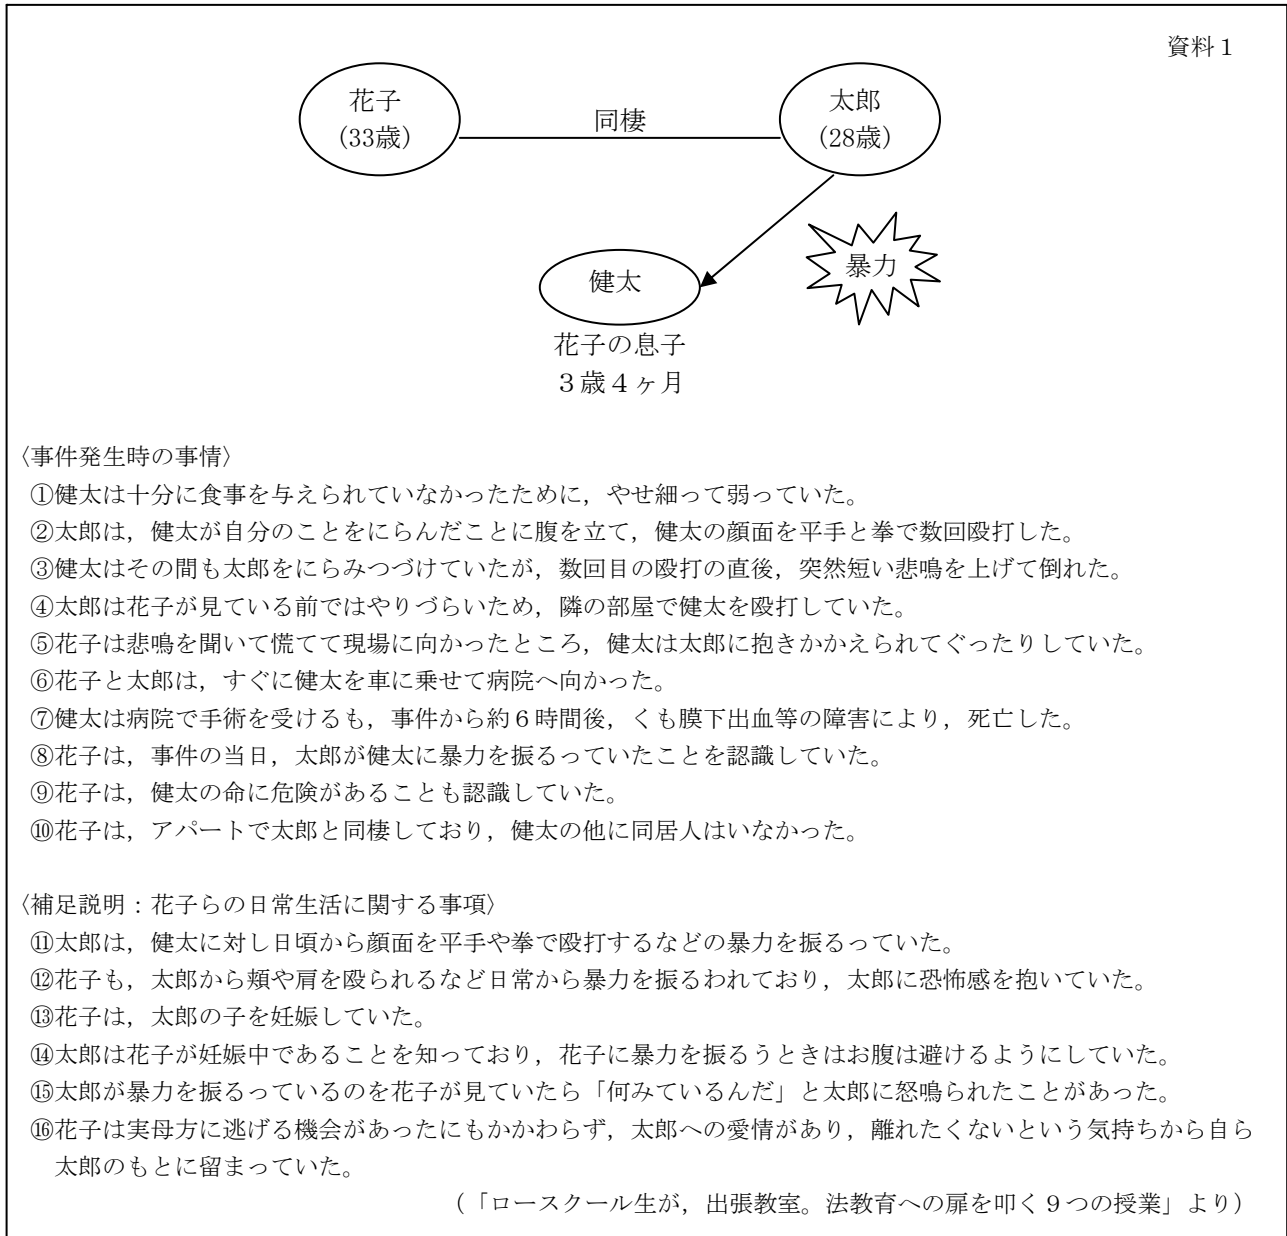 資料1
花子
(33歳)
同棲
太郎
(28歳)
暴力
健太
花子の息子
3歳4ヶ月
〈事件発生時の事情〉
①健太は十分に食事を与えられていなかったために，やせ細って弱っていた。
②太郎は，健太が自分のことをにらんだことに腹を立て，健太の顔面を平手と拳で数回殴打した。
③健太はその間も太郎をにらみつづけていたが，数回目の殴打の直後，突然短い悲鳴を上げて倒れた。
④太郎は花子が見ている前ではやりづらいため，隣の部屋で健太を殴打していた。
⑤花子は悲鳴を聞いて慌てて現場に向かったところ，健太は太郎に抱きかかえられてぐったりしていた。
⑥花子と太郎は，すぐに健太を車に乗せて病院へ向かった。
⑦健太は病院で手術を受けるも，事件から約6時間後，くも膜下出血等の障害により，死亡した。
⑧花子は，事件の当日，太郎が健太に暴力を振るっていたことを認識していた。
⑨花子は，健太の命に危険があることも認識していた。
⑩花子は，アパートで太郎と同棲しており，健太の他に同居人はいなかった。
〈補足説明：花子らの日常生活に関する事項〉
⑪太郎は，健太に対し日頃から顔面を平手や拳で殴打するなどの暴力を振るっていた。
⑫花子も，太郎から頬や肩を殴られるなど日常から暴力を振るわれており，太郎に恐怖感を抱いていた。
⑬花子は，太郎の子を妊娠していた。
⑭太郎は花子が妊娠中であることを知っており，花子に暴力を振るうときはお腹は避けるようにしていた。
⑮太郎が暴力を振るっているのを花子が見ていたら「何みているんだ」と太郎に怒鳴られたことがあった。
⑯花子は実母方に逃げる機会があったにもかかわらず，太郎への愛情があり，離れたくないという気持ちから自ら
太郎のもとに留まっていた。
（「ロースクール生が，出張教室。法教育への扉を叩く9つの授業」より）